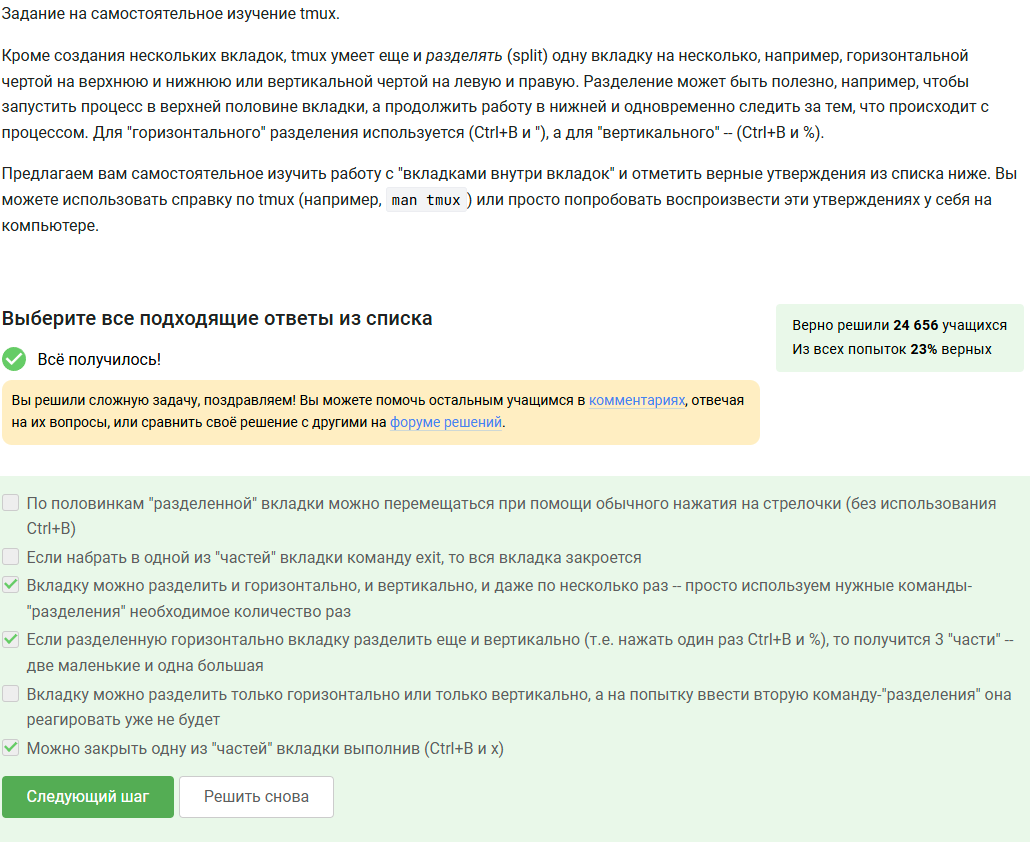 Задание на самостоятельное изучение tmux.
Кроме создания нескольких вкладок, tmux умеет еще и разделять (split) одну вкладку на несколько, например, горизонтальной
чертой на верхнюю и нижнюю или вертикальной чертой на левую и правую. Разделение может быть полезно, например, чтобы
запустить процесс в верхней половине вкладки, а продолжить работу в нижней и одновременно следить за тем, что происходит с
процессом. Для "горизонтального" разделения используется (Ctrl+B и "), а для "вертикального" -- (Ctrl+B и %).
Предлагаем вам самостоятельное изучить работу с "вкладками внутри вкладок" и отметить верные утверждения из списка ниже. Вы
можете использовать справку по tmux (например, man tmux ) или просто попробовать воспроизвести эти утверждениях у себя на
компьютере.
Выберите все подходящие ответы из списка
Верно решили 24 656 учащихся
Из всех попыток 23% верных
Всё получилось!
Вы решили сложную задачу, поздравляем! Вы можете помочь остальным учащимся в комментариях, отвечая
на их вопросы, или сравнить своё решение с другими на форуме решений.
По половинкам "разделенной" вкладки можно перемещаться при помощи обычного нажатия на стрелочки (без использования
Ctrl+B)
Если набрать в одной из "частей" вкладки команду exit, то вся вкладка закроется
Вкладку можно разделить и горизонтально, и вертикально, и даже по несколько раз -- просто используем нужные команды-
"разделения" необходимое количество раз
Если разделенную горизонтально вкладку разделить еще и вертикально (т.е. нажать один раз Ctrl+B и %), то получится 3 "части" --
две маленькие и одна большая
Вкладку можно разделить только горизонтально или только вертикально, а на попытку ввести вторую команду-"разделения" она
реагировать уже не будет
Можно закрыть одну из "частей" вкладки выполнив (Ctrl+B и x)
Следующий шаг
Решить снова